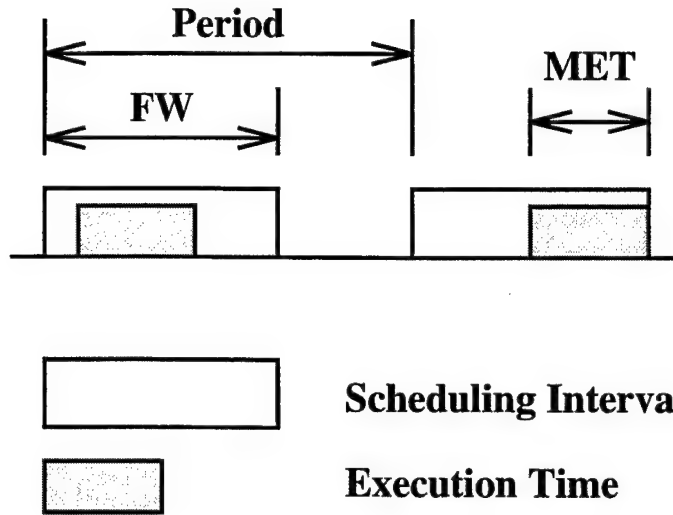 Period
MET
FW
Scheduling Interva
Execution Time